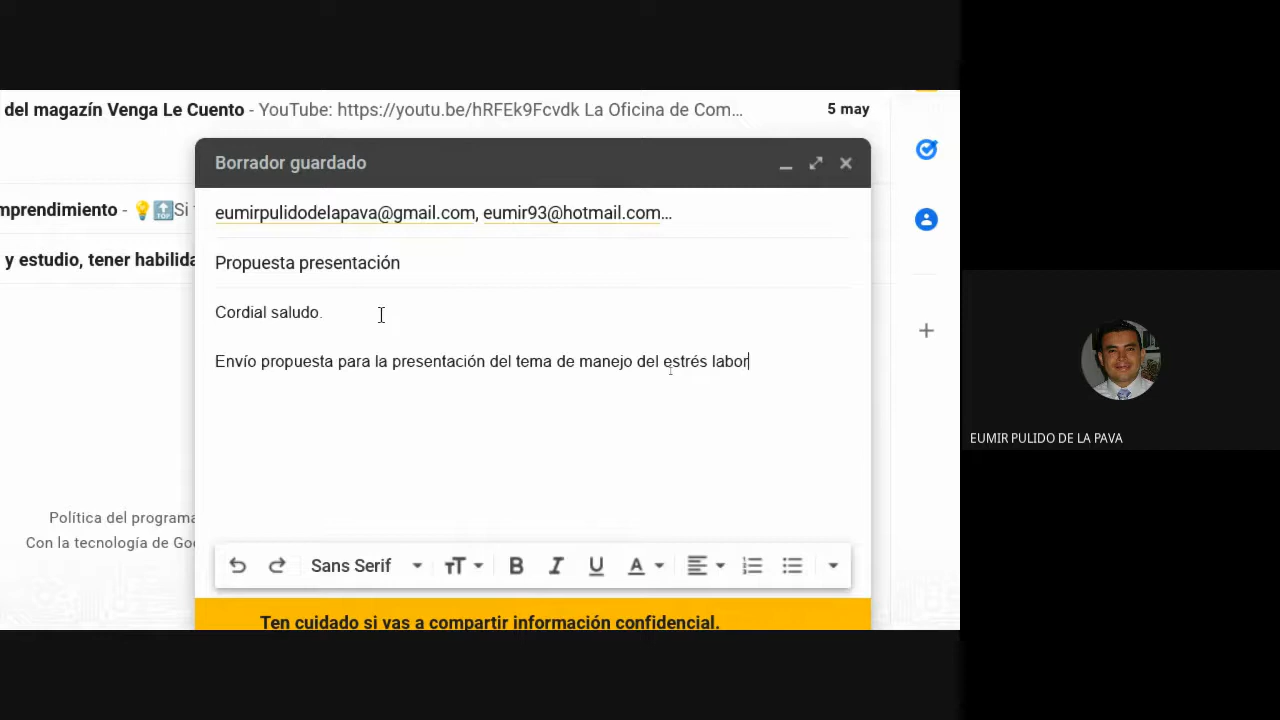 del magazín Venga Le Cuento - YouTube: https://youtu.be/hRFEk9Fcvdk La Oficina de Com… 5 may
Borrador guardado
mprendimiento - 💡🔝Si
y estudio, tener habilida
eumirpulidodelapava@gmail.com, eumir93@hotmail.com…
Propuesta presentación
Cordial saludo.
Envío propuesta para la presentación del tema de manejo del estrés labor
EUMIR PULIDO DE LA PAVA
Política del programa
Con la tecnología de Goo
Sans Serif
Ten cuidado si vas a compartir información confidencial.